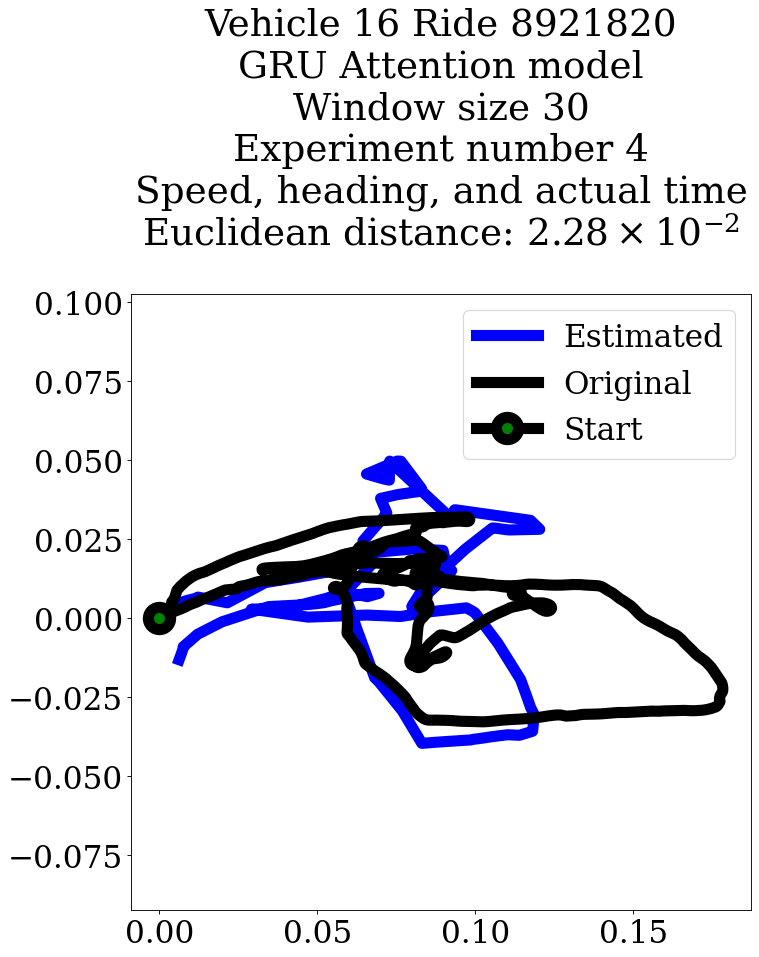 Vehicle 16 Ride 8921820
GRU Attention model
Window size 30
Experiment number 4
Speed, heading, and actual time
Euclidean distance: 2.28 × 10⁻²
Estimated
Original
Start
0.100
0.075
0.050
0.025
0.000
−0.025
−0.050
−0.075
0.00 0.05 0.10 0.15